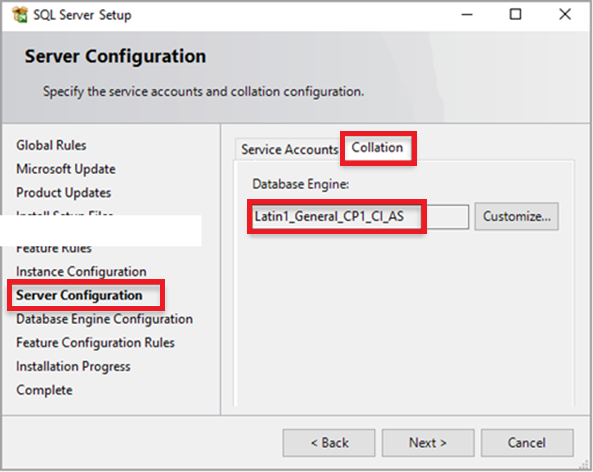 SQL Server Setup
Server Configuration
Specify the service accounts and collation configuration.
Global Rules
Microsoft Update
Product Updates
Install Setup Files
Feature Rules
Instance Configuration
Server Configuration
Database Engine Configuration
Feature Configuration Rules
Installation Progress
Complete
Service Accounts Collation
Database Engine:
Latin1_General_CP1_CI_AS Customize...
< Back Next > Cancel